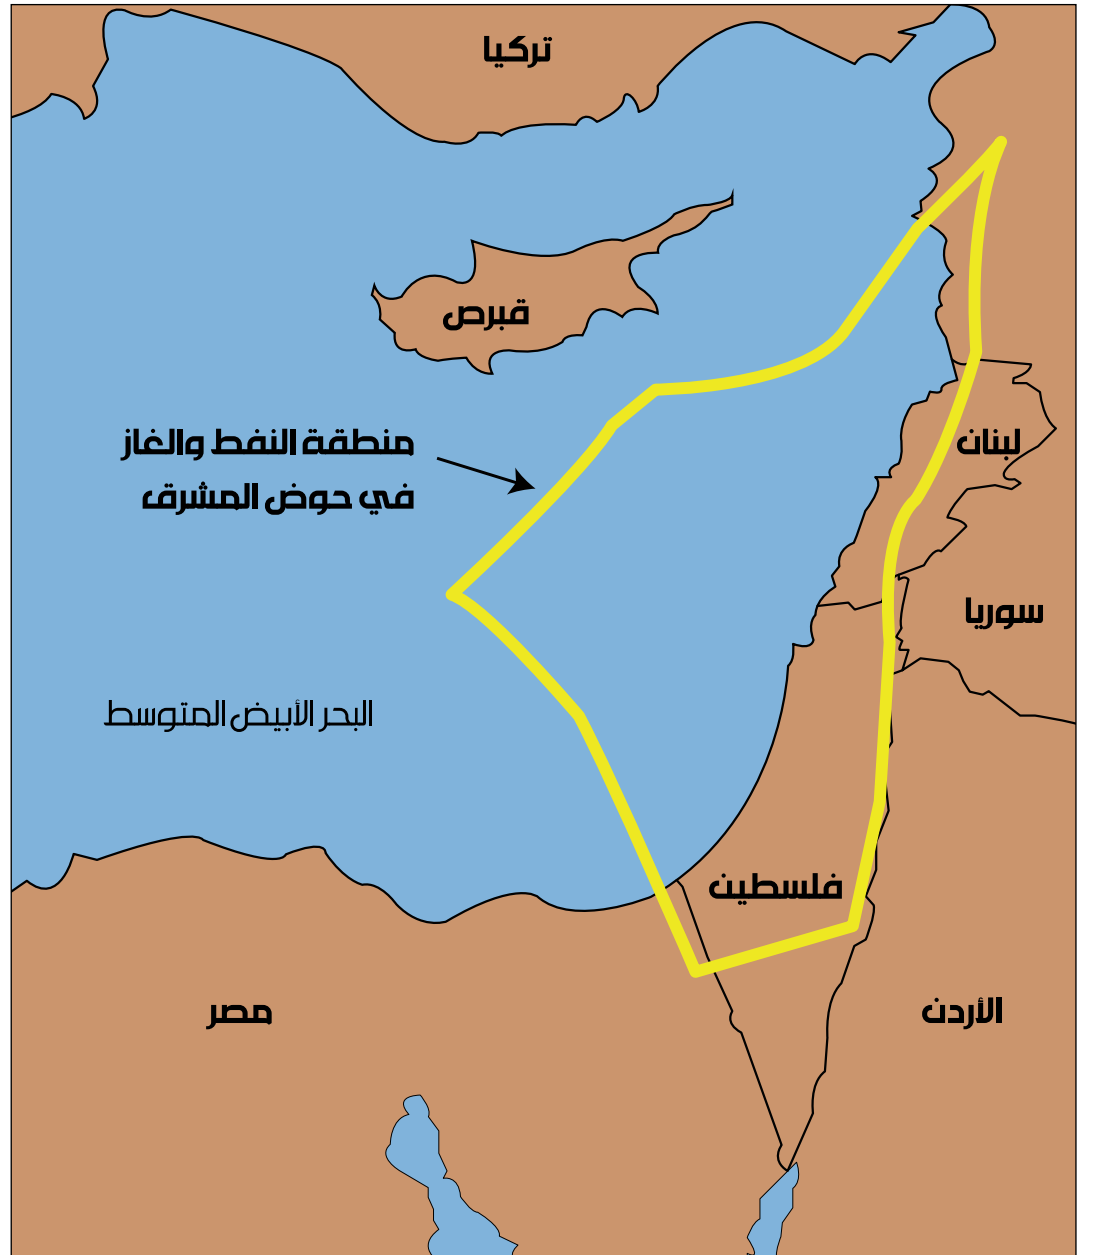 تركيا
قبرص
منطقة النفط والغاز
في حوض المشرق
لبنان
سوريا
البحر الأبيض المتوسط
فلسطين
مصر
الأردن